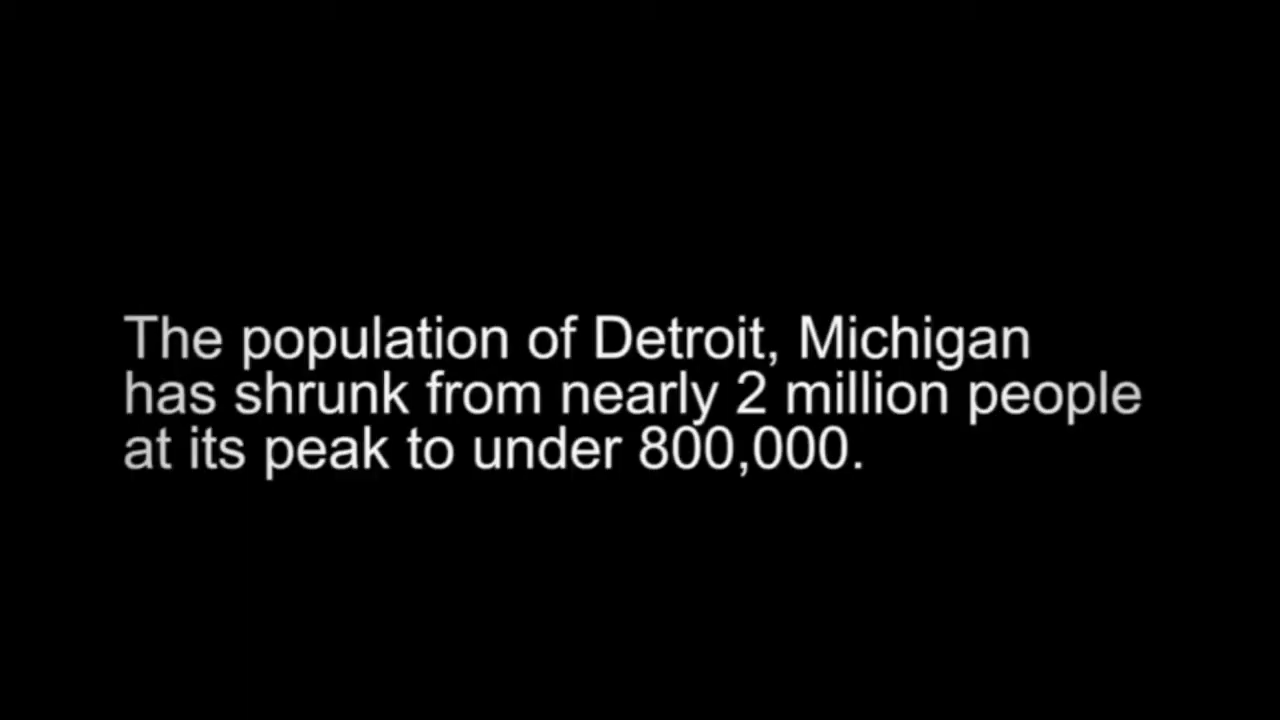 The population of Detroit, Michigan
has shrunk from nearly 2 million people
at its peak to under 800,000.